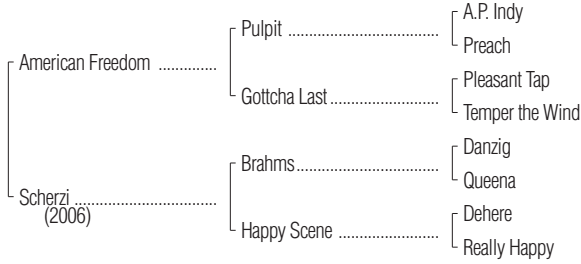 A.P. Indy
Pulpit ....................................
Preach
American Freedom ..............
Pleasant Tap
Gottcha Last..........................
Temper the Wind
Danzig
Brahms..................................
Queena
Scherzi ..................................
(2006)
Dehere
Happy Scene ........................
Really Happy